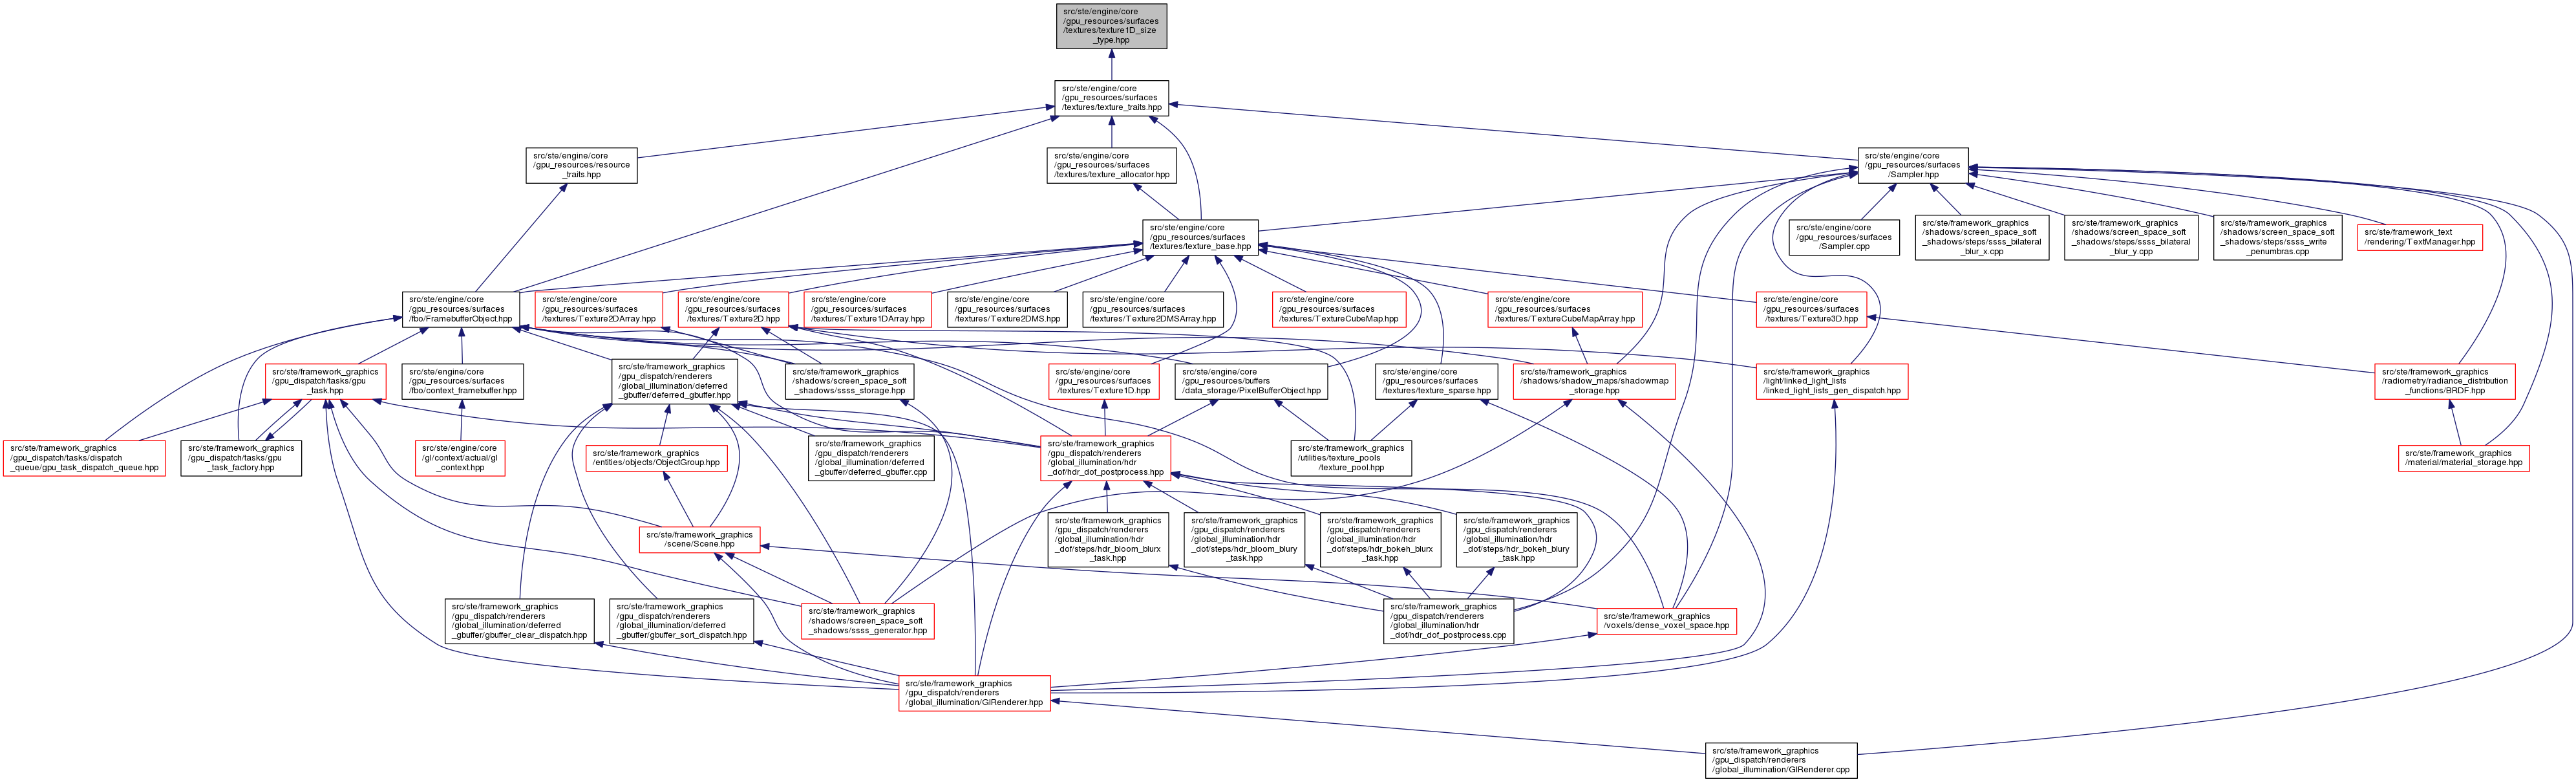 src/ste/engine/core
/gpu_resources/surfaces
/textures/texture1D_size
_type.hpp
src/ste/engine/core
/gpu_resources/surfaces
/textures/texture_traits.hpp
src/ste/engine/core
/gpu_resources/resource
_traits.hpp
src/ste/engine/core
/gpu_resources/surfaces
/textures/texture_allocator.hpp
src/ste/engine/core
/gpu_resources/surfaces
/Sampler.hpp
src/ste/engine/core
/gpu_resources/surfaces
/textures/texture_base.hpp
src/ste/engine/core
/gpu_resources/surfaces
/Sampler.cpp
src/ste/framework_graphics
/shadows/screen_space_soft
_shadows/steps/ssss_bilateral
_blur_x.cpp
src/ste/framework_graphics
/shadows/screen_space_soft
_shadows/steps/ssss_bilateral
_blur_y.cpp
src/ste/framework_graphics
/shadows/screen_space_soft
_shadows/steps/ssss_write
_penumbras.cpp
src/ste/framework_text
/rendering/TextManager.hpp
src/ste/engine/core
/gpu_resources/surfaces
/fbo/FramebufferObject.hpp
src/ste/engine/core
/gpu_resources/surfaces
/textures/Texture2DArray.hpp
src/ste/engine/core
/gpu_resources/surfaces
/textures/Texture2D.hpp
src/ste/engine/core
/gpu_resources/surfaces
/textures/Texture1DArray.hpp
src/ste/engine/core
/gpu_resources/surfaces
/textures/Texture2DMS.hpp
src/ste/engine/core
/gpu_resources/surfaces
/textures/Texture2DMSArray.hpp
src/ste/engine/core
/gpu_resources/surfaces
/textures/TextureCubeMap.hpp
src/ste/engine/core
/gpu_resources/surfaces
/textures/TextureCubeMapArray.hpp
src/ste/engine/core
/gpu_resources/surfaces
/textures/Texture3D.hpp
src/ste/framework_graphics
/gpu_dispatch/tasks/gpu
_task.hpp
src/ste/engine/core
/gpu_resources/surfaces
/fbo/context_framebuffer.hpp
src/ste/framework_graphics
/gpu_dispatch/renderers
/global_illumination/deferred
_gbuffer/deferred_gbuffer.hpp
src/ste/framework_graphics
/shadows/screen_space_soft
_shadows/ssss_storage.hpp
src/ste/engine/core
/gpu_resources/surfaces
/textures/Texture1D.hpp
src/ste/engine/core
/gpu_resources/buffers
/data_storage/PixelBufferObject.hpp
src/ste/engine/core
/gpu_resources/surfaces
/textures/texture_sparse.hpp
src/ste/framework_graphics
/shadows/shadow_maps/shadowmap
_storage.hpp
src/ste/framework_graphics
/light/linked_light_lists
/linked_light_lists_gen_dispatch.hpp
src/ste/framework_graphics
/radiometry/radiance_distribution
_functions/BRDF.hpp
src/ste/framework_graphics
/gpu_dispatch/tasks/dispatch
_queue/gpu_task_dispatch_queue.hpp
src/ste/framework_graphics
/gpu_dispatch/tasks/gpu
_task_factory.hpp
src/ste/engine/core
/gl/context/actual/gl
_context.hpp
src/ste/framework_graphics
/entities/objects/ObjectGroup.hpp
src/ste/framework_graphics
/gpu_dispatch/renderers
/global_illumination/deferred
_gbuffer/deferred_gbuffer.cpp
src/ste/framework_graphics
/gpu_dispatch/renderers
/global_illumination/hdr
_dof/hdr_dof_postprocess.hpp
src/ste/framework_graphics
/utilities/texture_pools
/texture_pool.hpp
src/ste/framework_graphics
/material/material_storage.hpp
src/ste/framework_graphics
/scene/Scene.hpp
src/ste/framework_graphics
/gpu_dispatch/renderers
/global_illumination/hdr
_dof/steps/hdr_bloom_blurx
_task.hpp
src/ste/framework_graphics
/gpu_dispatch/renderers
/global_illumination/hdr
_dof/steps/hdr_bloom_blury
_task.hpp
src/ste/framework_graphics
/gpu_dispatch/renderers
/global_illumination/hdr
_dof/steps/hdr_bokeh_blurx
_task.hpp
src/ste/framework_graphics
/gpu_dispatch/renderers
/global_illumination/hdr
_dof/steps/hdr_bokeh_blury
_task.hpp
src/ste/framework_graphics
/gpu_dispatch/renderers
/global_illumination/deferred
_gbuffer/gbuffer_clear_dispatch.hpp
src/ste/framework_graphics
/gpu_dispatch/renderers
/global_illumination/deferred
_gbuffer/gbuffer_sort_dispatch.hpp
src/ste/framework_graphics
/shadows/screen_space_soft
_shadows/ssss_generator.hpp
src/ste/framework_graphics
/gpu_dispatch/renderers
/global_illumination/hdr
_dof/hdr_dof_postprocess.cpp
src/ste/framework_graphics
/voxels/dense_voxel_space.hpp
src/ste/framework_graphics
/gpu_dispatch/renderers
/global_illumination/GIRenderer.hpp
src/ste/framework_graphics
/gpu_dispatch/renderers
/global_illumination/GIRenderer.cpp